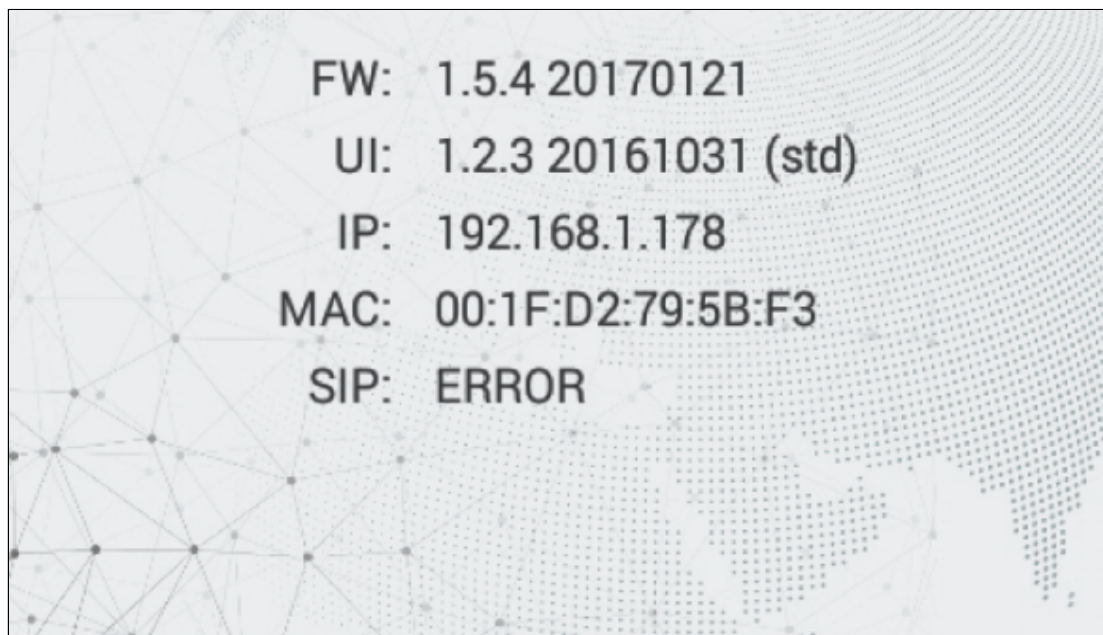 FW: 1.5.4 20170121
UI: 1.2.3 20161031 (std)
IP: 192.168.1.178
MAC: 00:1F:D2:79:5B:F3
SIP: ERROR